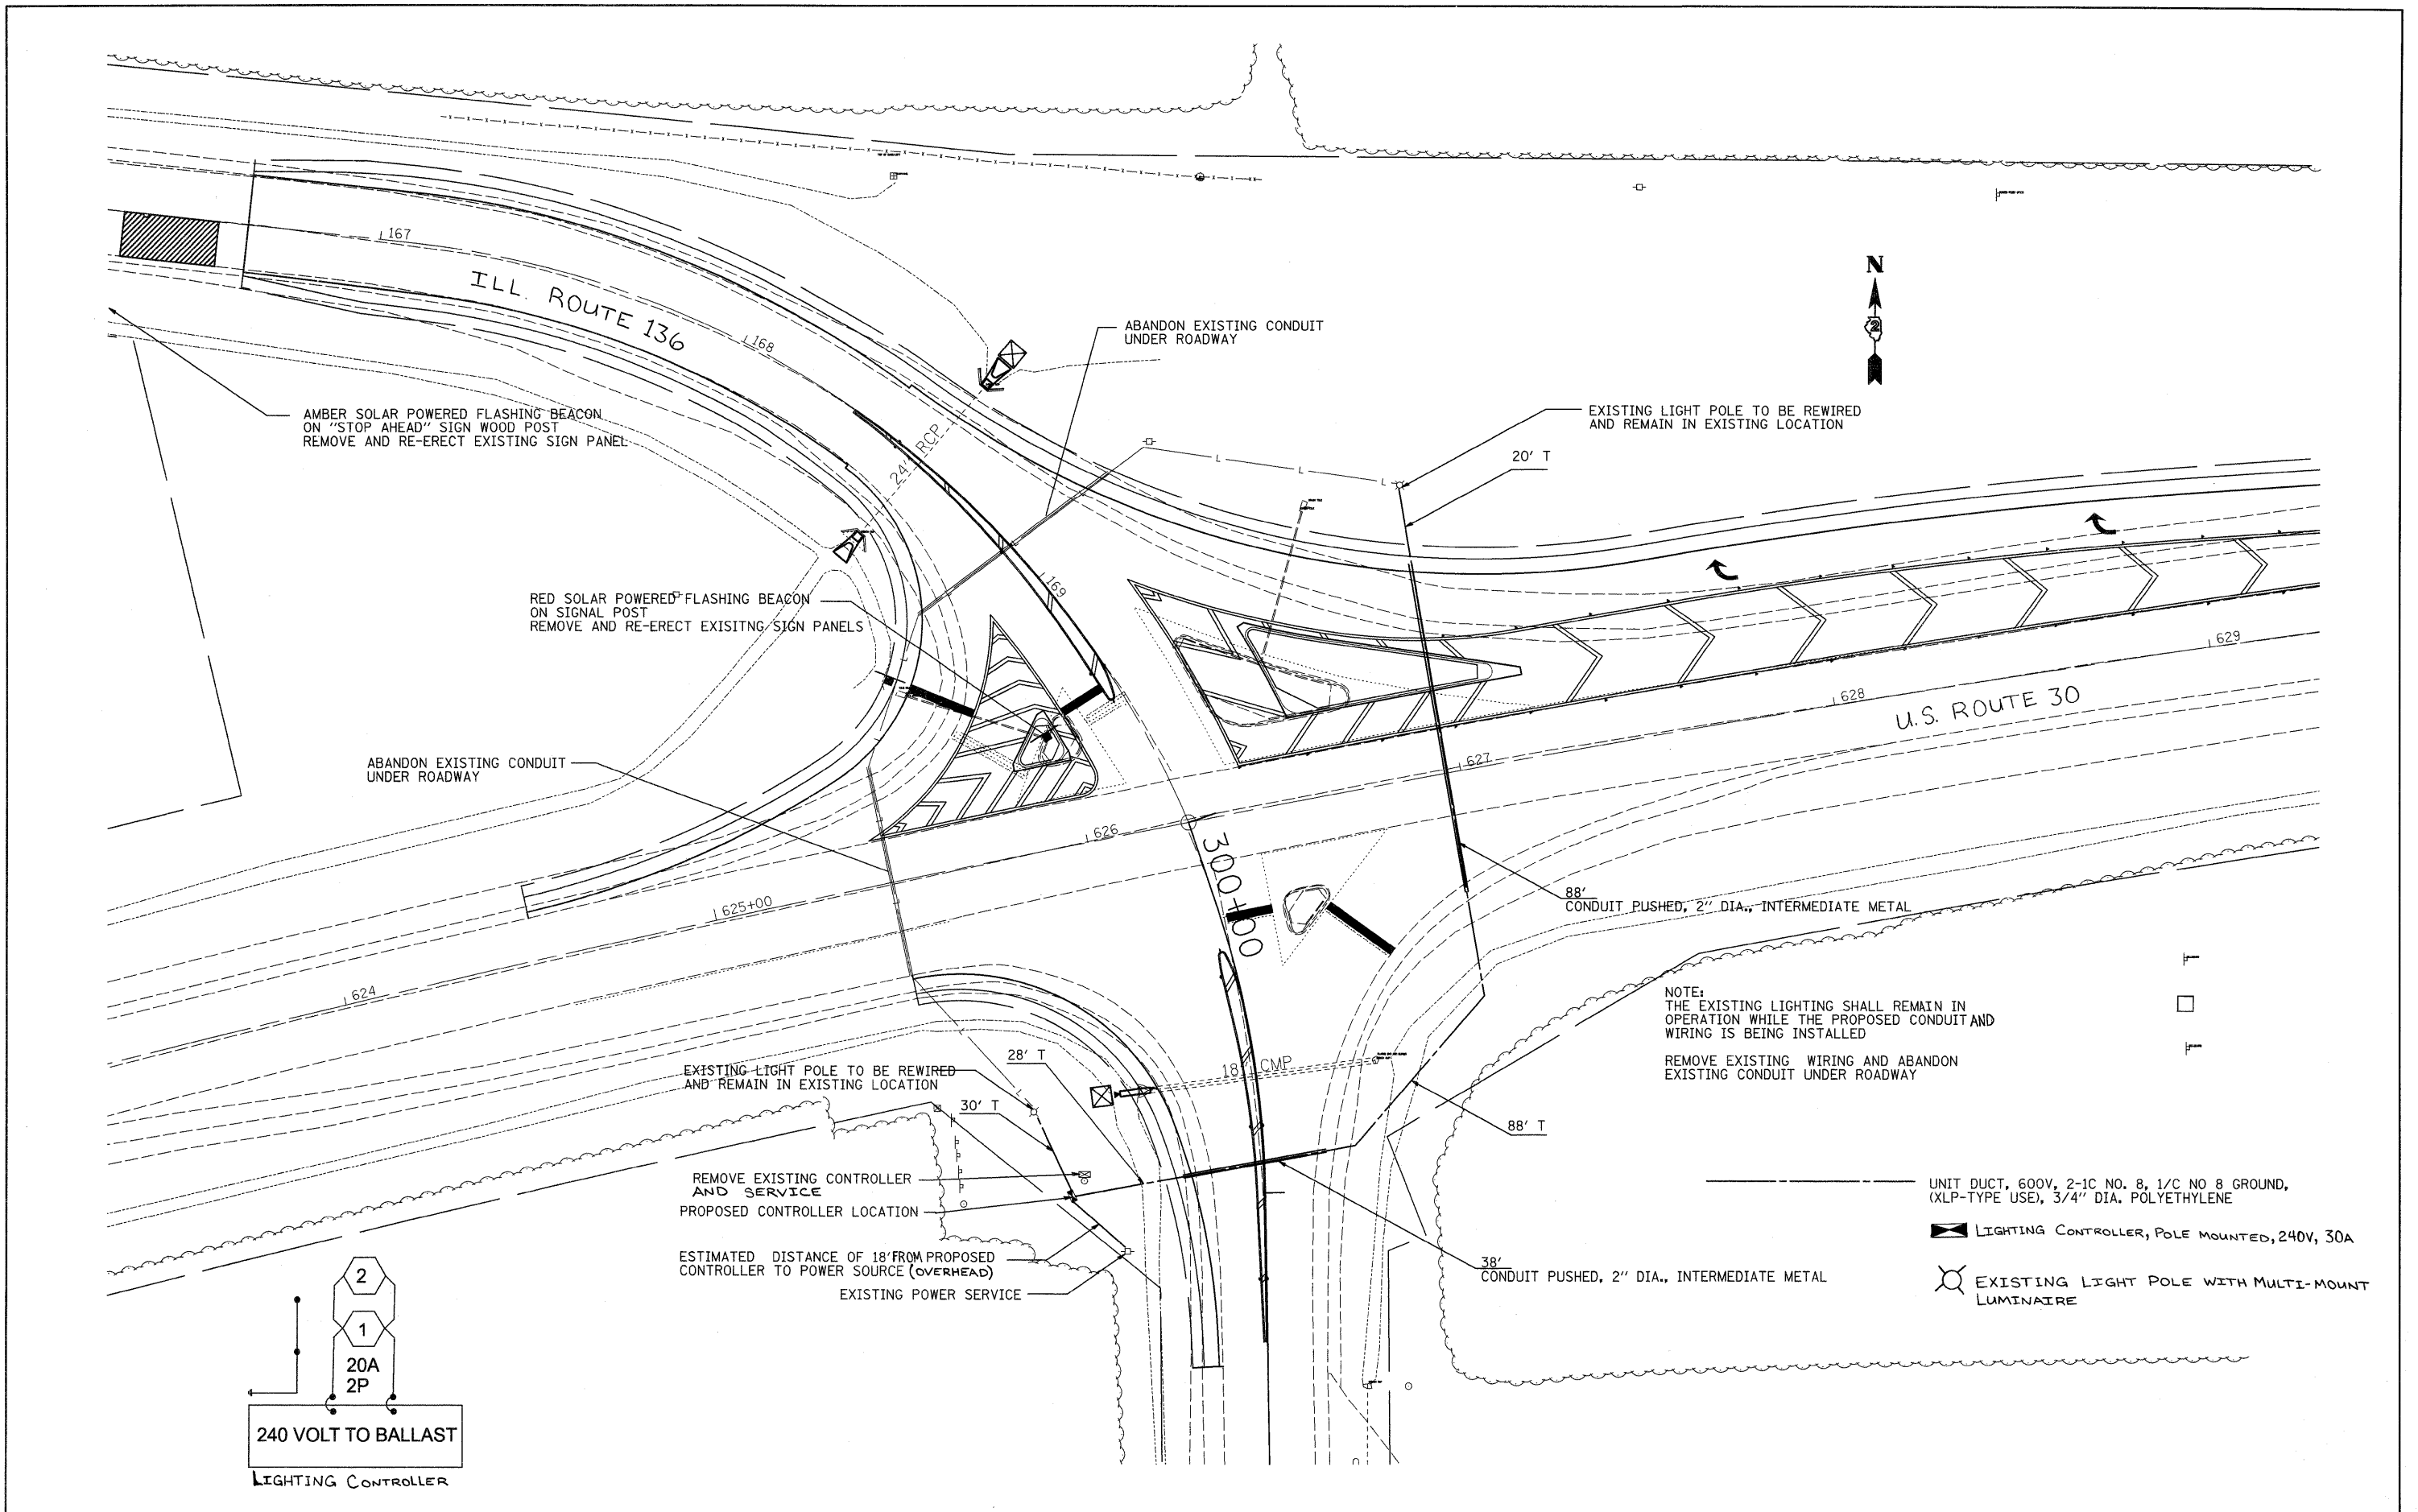 167
ILL. ROUTE 136
168
N
2
ABANDON EXISTING CONDUIT
UNDER ROADWAY
AMBER SOLAR POWERED FLASHING BEACON
ON "STOP AHEAD" SIGN WOOD POST
REMOVE AND RE-ERECT EXISTING SIGN PANEL
24" RCP
EXISTING LIGHT POLE TO BE REWIRED
AND REMAIN IN EXISTING LOCATION
20' T
L
L
L
169
RED SOLAR POWERED FLASHING BEACON
ON SIGNAL POST
REMOVE AND RE-ERECT EXISITNG SIGN PANELS
629
628
U.S. ROUTE 30
627
ABANDON EXISTING CONDUIT
UNDER ROADWAY
626
300+00
625+00
624
88'
CONDUIT PUSHED, 2" DIA., INTERMEDIATE METAL
NOTE:
THE EXISTING LIGHTING SHALL REMAIN IN
OPERATION WHILE THE PROPOSED CONDUIT AND
WIRING IS BEING INSTALLED
REMOVE EXISTING WIRING AND ABANDON
EXISTING CONDUIT UNDER ROADWAY
28' T
EXISTING LIGHT POLE TO BE REWIRED
AND REMAIN IN EXISTING LOCATION
18" CMP
30' T
88' T
REMOVE EXISTING CONTROLLER
AND SERVICE
PROPOSED CONTROLLER LOCATION
UNIT DUCT, 600V, 2-1C NO. 8, 1/C NO 8 GROUND,
(XLP-TYPE USE), 3/4" DIA. POLYETHYLENE
LIGHTING CONTROLLER, POLE MOUNTED, 240V, 30A
ESTIMATED DISTANCE OF 18' FROM PROPOSED
CONTROLLER TO POWER SOURCE (OVERHEAD)
EXISTING POWER SERVICE
38'
CONDUIT PUSHED, 2" DIA., INTERMEDIATE METAL
EXISTING LIGHT POLE WITH MULTI-MOUNT
LUMINAIRE
2
1
20A
2P
240 VOLT TO BALLAST
LIGHTING CONTROLLER